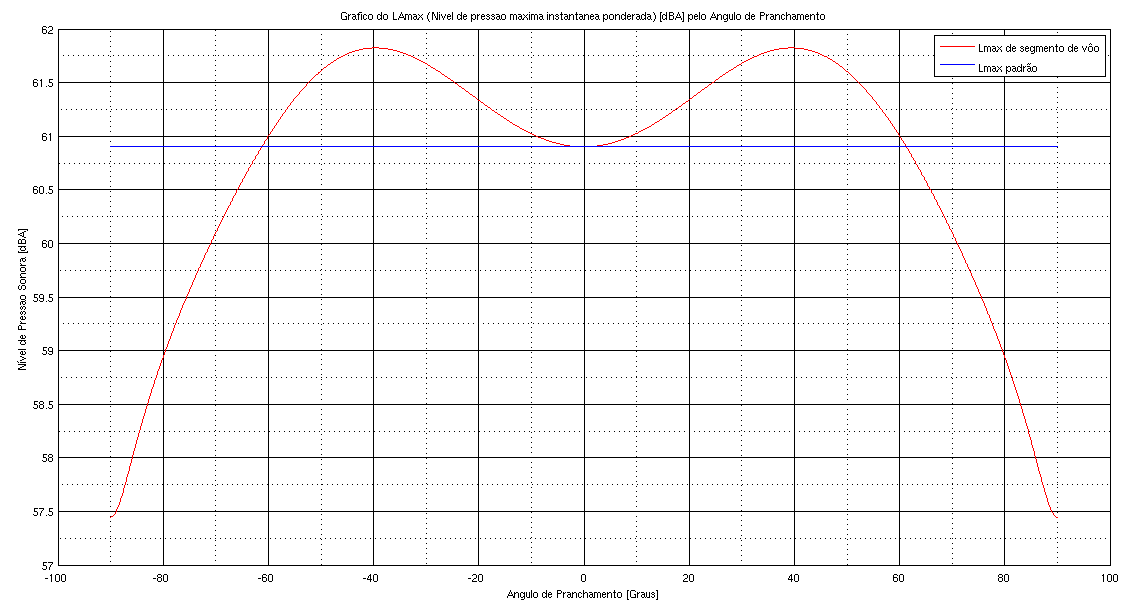 Grafico do LAmax (Nivel de pressao maxima instantanea ponderada) [dBA] pelo Angulo de Pranchamento
Lmax de segmento de vôo
Lmax padrão
Nivel de Pressao Sonora [dBA]
62
61.5
61
60.5
60
59.5
59
58.5
58
57.5
57
-100 -80 -60 -40 -20 0 20 40 60 80 100
Angulo de Pranchamento [Graus]